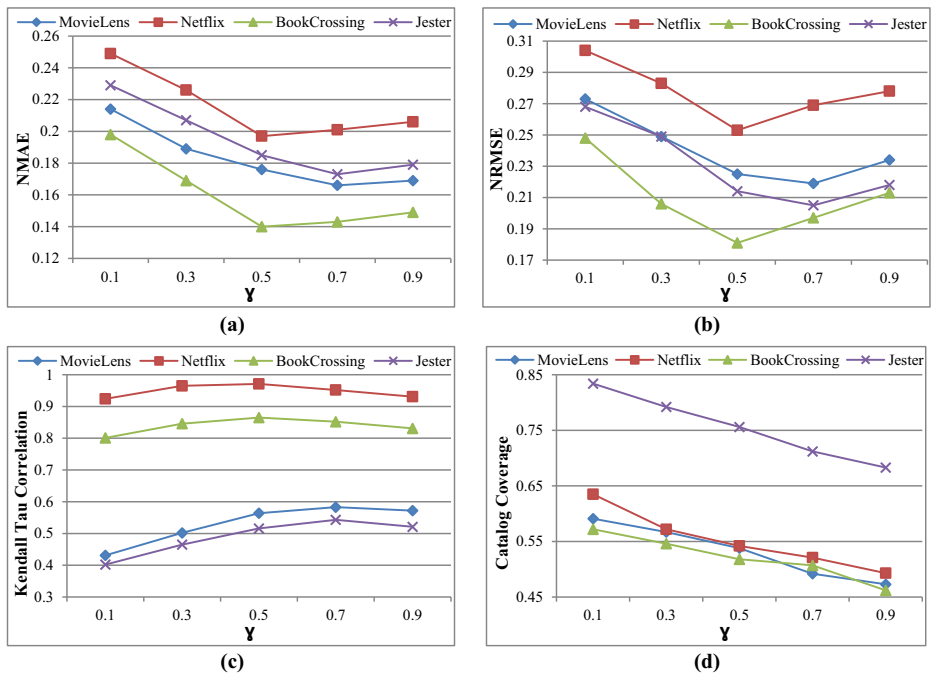 MovieLens Netflix BookCrossing Jester
0.26
0.24
0.22
0.2
0.18
0.16
0.14
0.12
NMAE
0.1 0.3 0.5 0.7 0.9
Ɣ
(a)
MovieLens Netflix BookCrossing Jester
0.31
0.29
0.27
0.25
0.23
0.21
0.19
0.17
NRMSE
0.1 0.3 0.5 0.7 0.9
Ɣ
(b)
MovieLens Netflix BookCrossing Jester
1
0.9
0.8
0.7
0.6
0.5
0.4
0.3
Kendall Tau Correlation
0.1 0.3 0.5 0.7 0.9
Ɣ
(c)
MovieLens Netflix BookCrossing Jester
0.85
0.75
0.65
0.55
0.45
Catalog Coverage
0.1 0.3 0.5 0.7 0.9
Ɣ
(d)